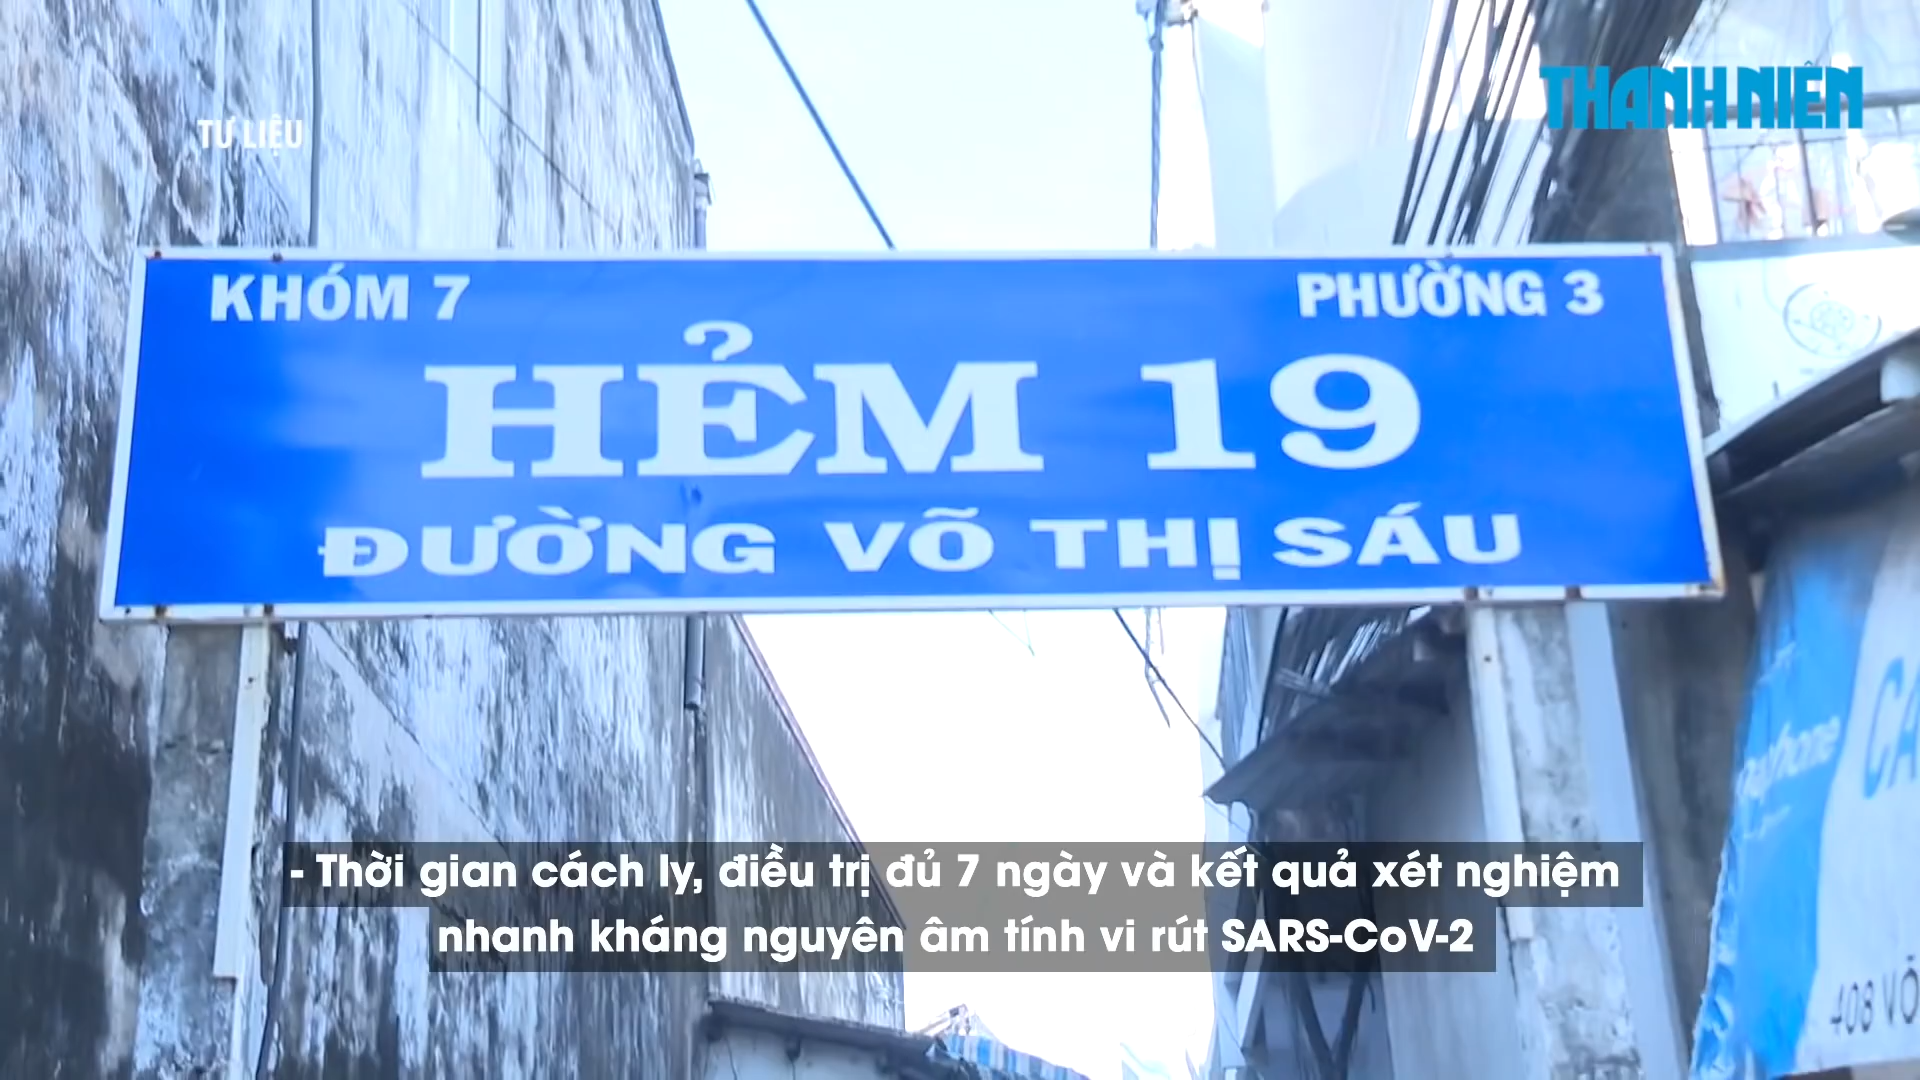 THANH NIÊN
TƯ LIỆU
KHÓM 7
PHƯỜNG 3
HẺM 19
ĐƯỜNG VÕ THỊ SÁU
- Thời gian cách ly, điều trị đủ 7 ngày và kết quả xét nghiệm
nhanh kháng nguyên âm tính vi rút SARS-CoV-2
408 VÕ